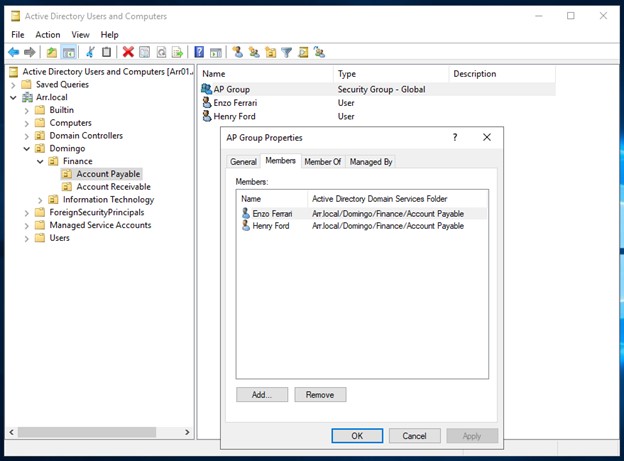 Active Directory Users and Computers
File Action View Help
Active Directory Users and Computers [Arr01.
Saved Queries
Arr.local
Builtin
Computers
Domain Controllers
Domingo
Finance
Account Payable
Account Receivable
Information Technology
ForeignSecurityPrincipals
Managed Service Accounts
Users
Name Type Description
AP Group Security Group - Global
Enzo Ferrari User
Henry Ford User
AP Group Properties ? 
General Members Member Of Managed By
Members:
Name Active Directory Domain Services Folder
Enzo Ferrari Arr.local/Domingo/Finance/Account Payable
Henry Ford Arr.local/Domingo/Finance/Account Payable
Add... Remove
OK Cancel Apply